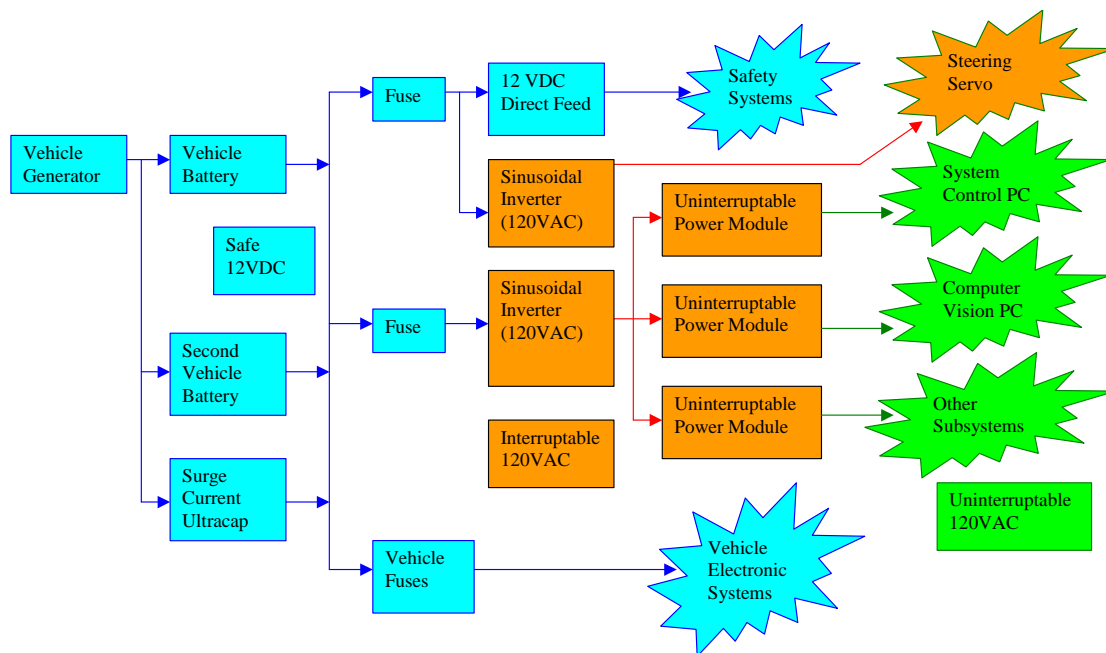 Vehicle
Generator
Vehicle
Battery
Safe
12VDC
Second
Vehicle
Battery
Surge
Current
Ultracap
Fuse
Fuse
Vehicle
Fuses
12 VDC
Direct Feed
Sinusoidal
Inverter
(120VAC)
Sinusoidal
Inverter
(120VAC)
Interruptable
120VAC
Safety
Systems
Uninterruptable
Power Module
Uninterruptable
Power Module
Uninterruptable
Power Module
Vehicle
Electronic
Systems
Steering
Servo
System
Control PC
Computer
Vision PC
Other
Subsystems
Uninterruptable
120VAC